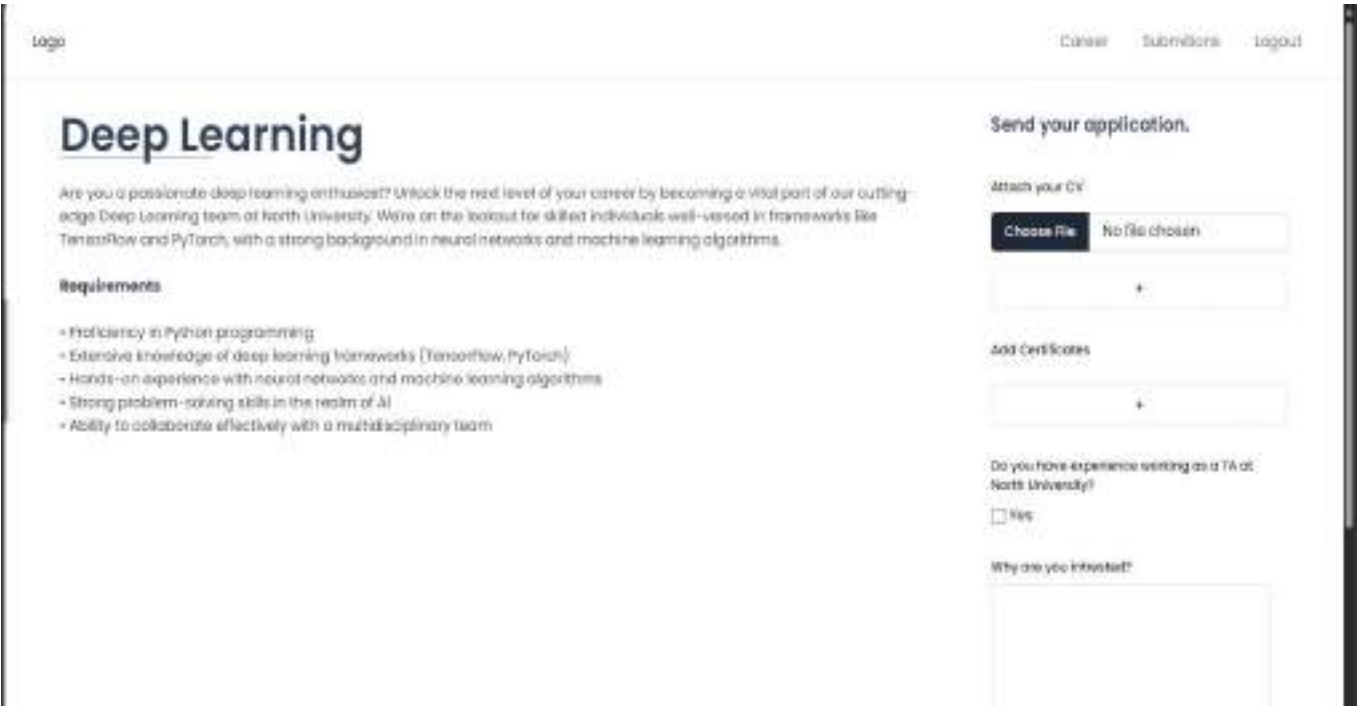 Logo
Career Submitions Logout
Deep Learning
Are you a passionate deep learning enthusiast? Unlock the next level of your career by becoming a vital part of our cutting-
edge Deep Learning team at North University. We're on the lookout for skilled individuals well-versed in frameworks like
TensorFlow and PyTorch, with a strong background in neural networks and machine learning algorithms.
Requirements
- Proficiency in Python programming
- Extensive knowledge of deep learning frameworks (TensorFlow, PyTorch)
- Hands-on experience with neural networks and machine learning algorithms
- Strong problem-solving skills in the realm of AI
- Ability to collaborate effectively with a multidisciplinary team
Send your application.
Attach your CV
Choose File No file chosen
+
Add Certificates
+
Do you have experience working as a TA at
North University?
Yes
Why are you intrested?